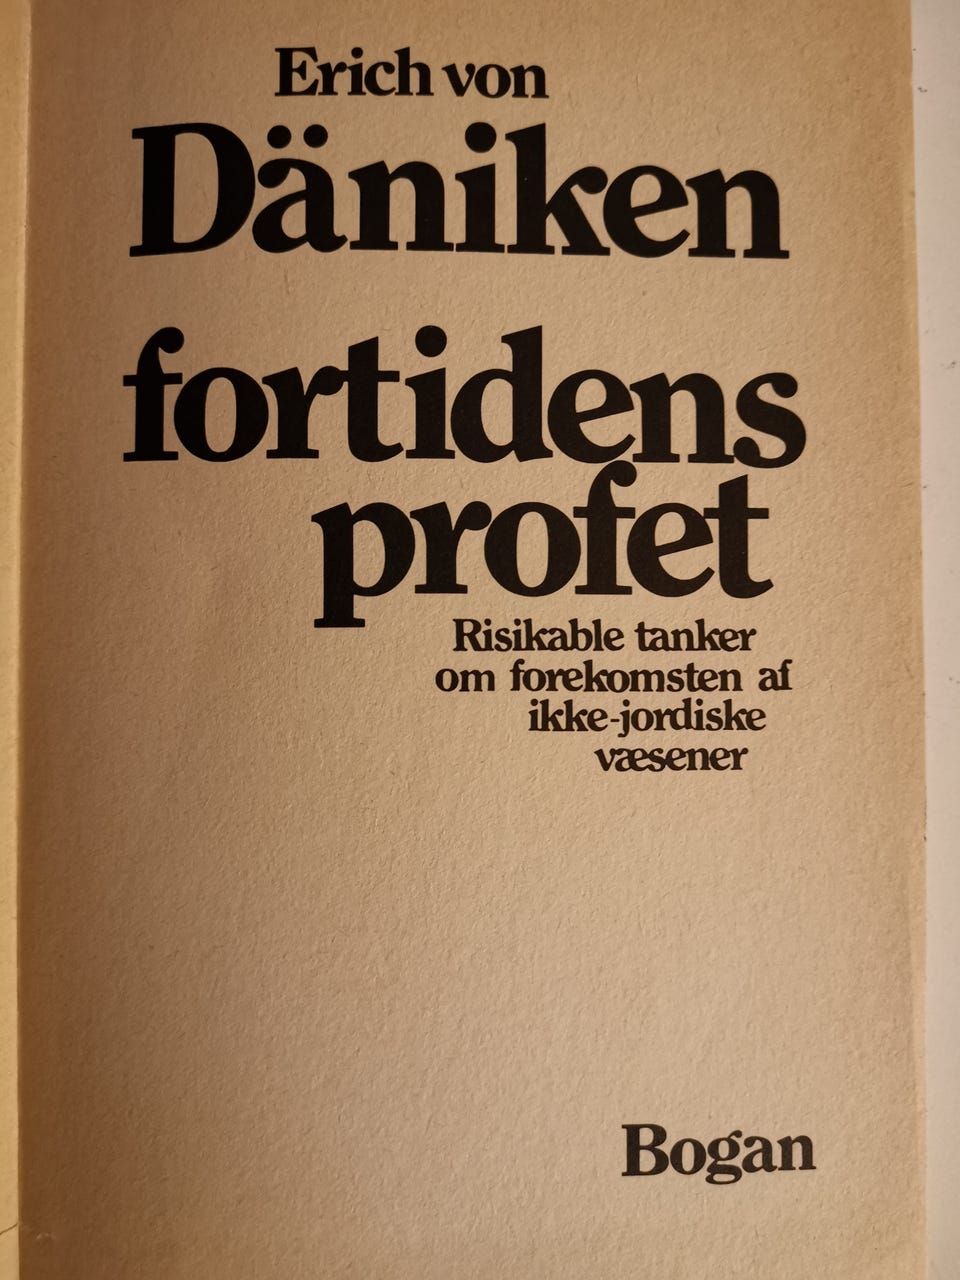 Erich von
Däniken
fortidens
profet
Risikable tanker
om forekomsten af
ikke-jordiske
væsener
Bogan